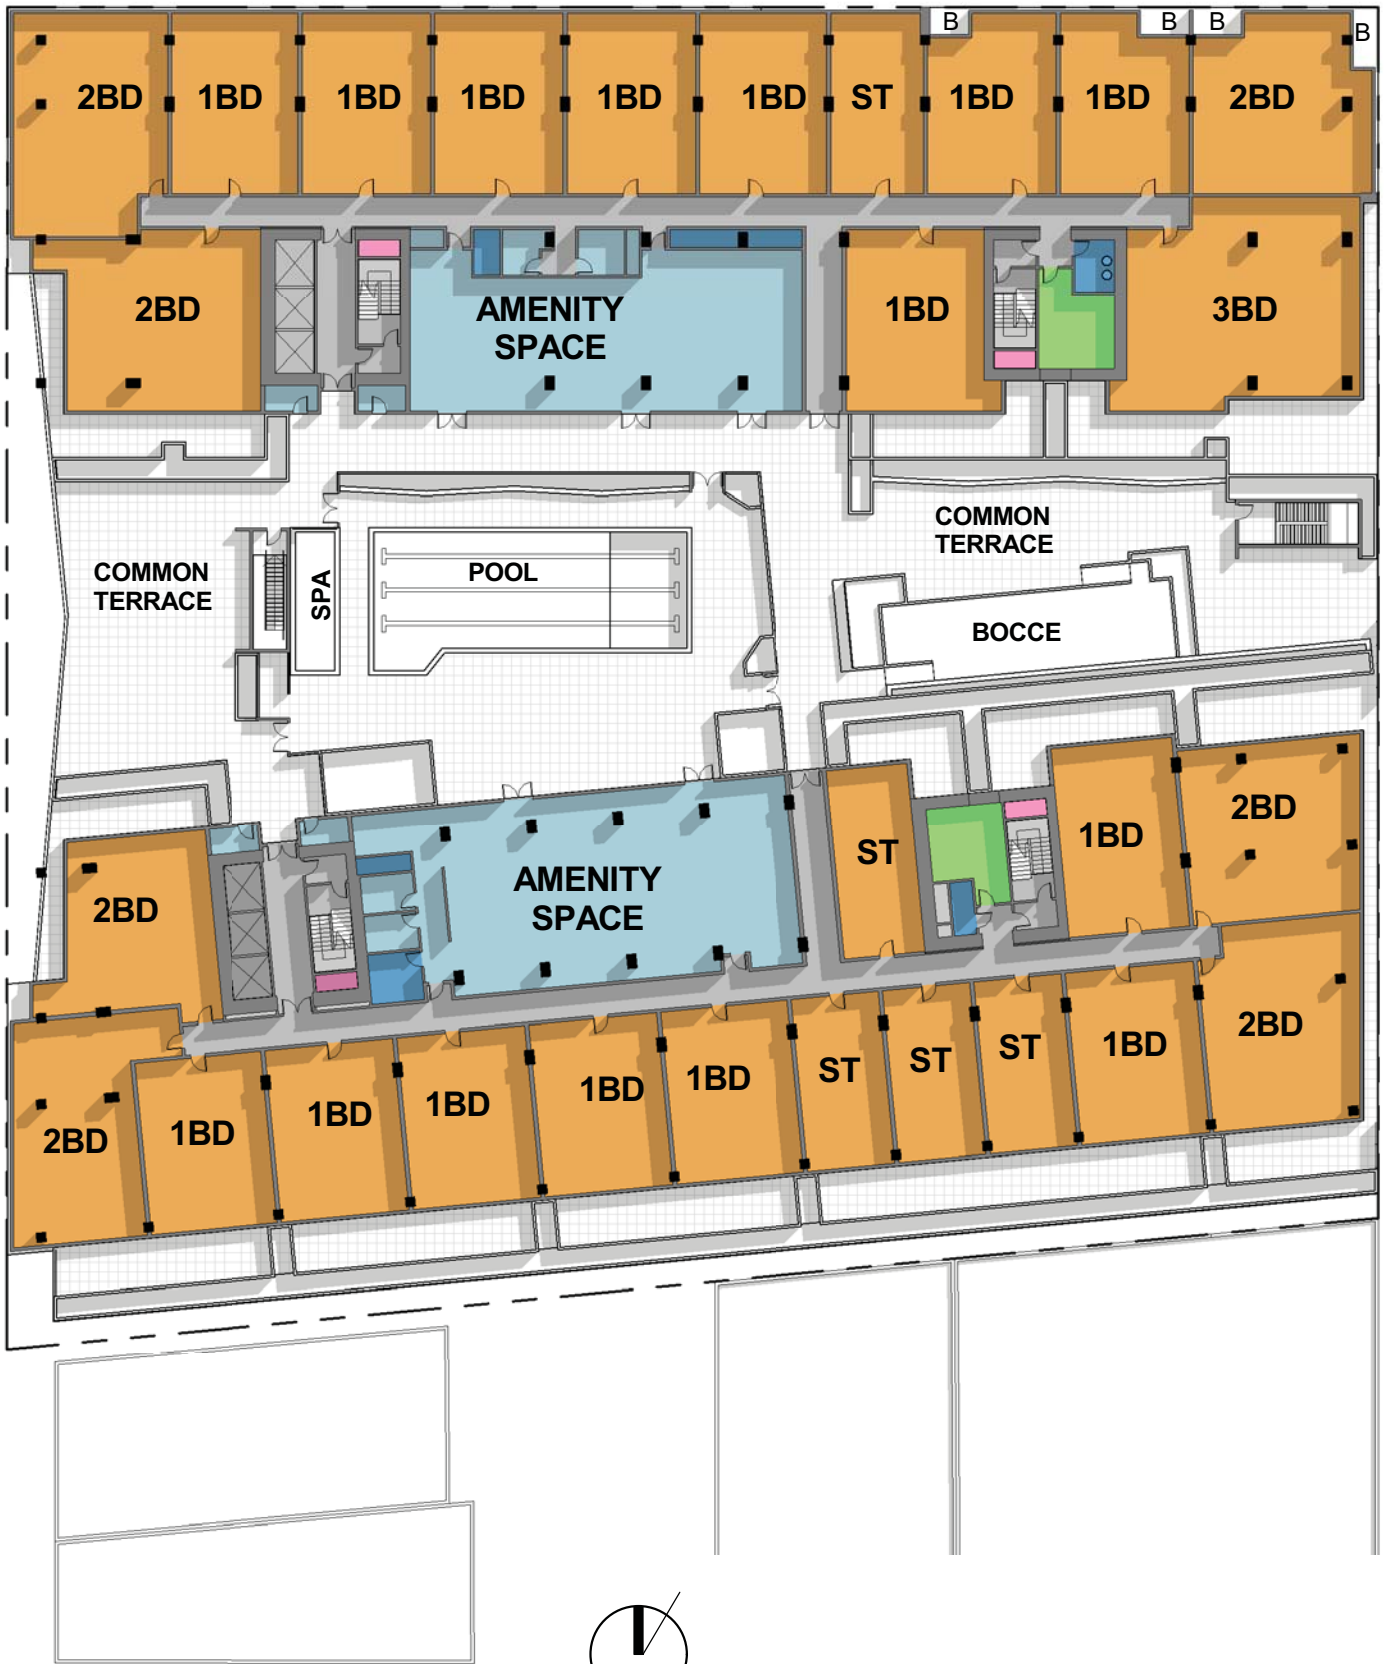 B
B
B
B
2BD
1BD
1BD
1BD
1BD
1BD
ST
1BD
1BD
2BD
2BD
AMENITY
SPACE
1BD
3BD
COMMON
TERRACE
SPA
POOL
COMMON
TERRACE
BOCCE
2BD
AMENITY
SPACE
ST
1BD
2BD
2BD
1BD
1BD
1BD
1BD
1BD
ST
ST
ST
1BD
2BD